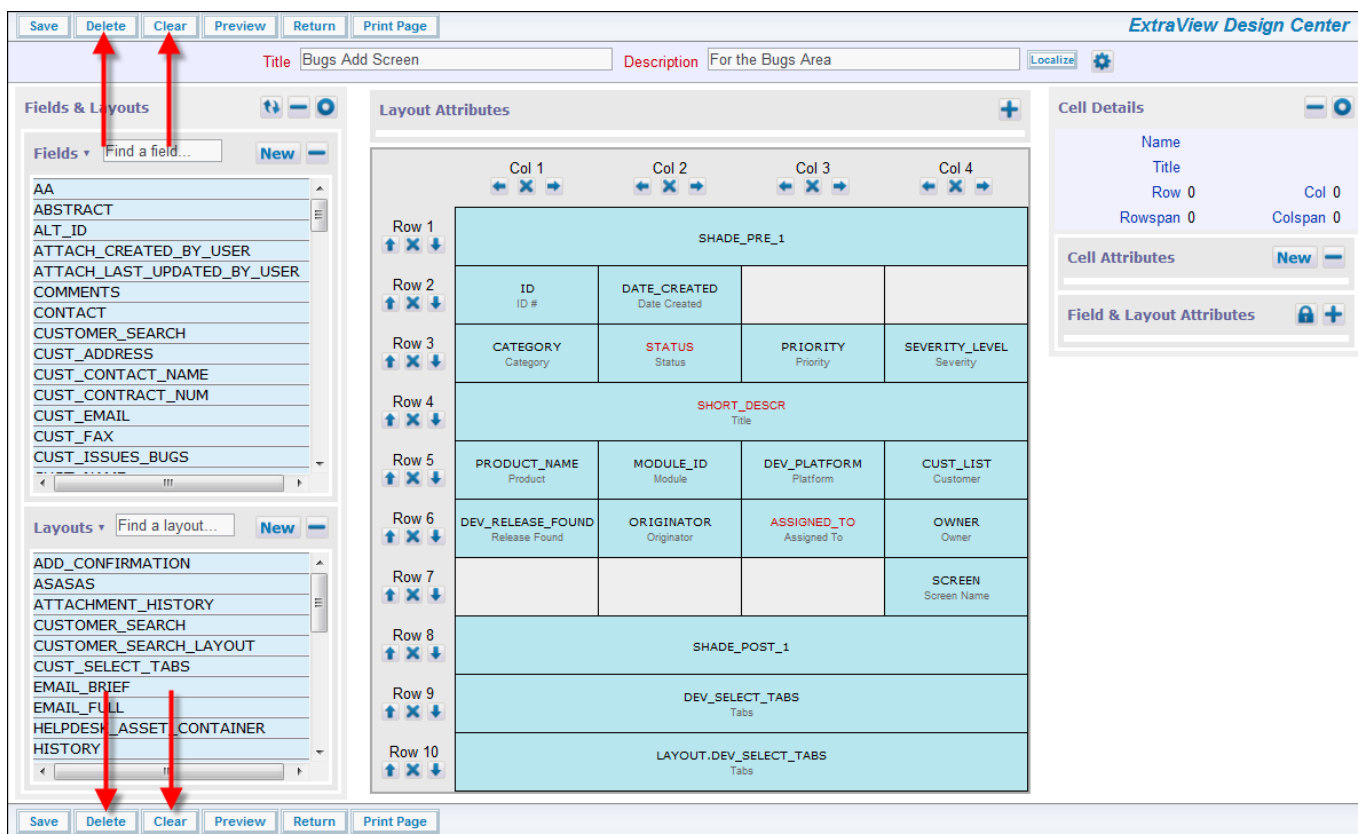 Save Delete Clear Preview Return Print Page ExtraView Design Center
Title Bugs Add Screen Description For the Bugs Area Localize
Fields & Layouts
Fields Find a field... New
AA
ABSTRACT
ALT_ID
ATTACH_CREATED_BY_USER
ATTACH_LAST_UPDATED_BY_USER
COMMENTS
CONTACT
CUSTOMER_SEARCH
CUST_ADDRESS
CUST_CONTACT_NAME
CUST_CONTRACT_NUM
CUST_EMAIL
CUST_FAX
CUST_ISSUES_BUGS
Layouts Find a layout... New
ADD_CONFIRMATION
ASASAS
ATTACHMENT_HISTORY
CUSTOMER_SEARCH
CUSTOMER_SEARCH_LAYOUT
CUST_SELECT_TABS
EMAIL_BRIEF
EMAIL_FULL
HELPDESK_ASSET_CONTAINER
HISTORY
Layout Attributes
Col 1 Col 2 Col 3 Col 4
Row 1 SHADE_PRE_1
Row 2 ID DATE_CREATED
ID # Date Created
Row 3 CATEGORY STATUS PRIORITY SEVERITY_LEVEL
Category Status Priority Severity
Row 4 SHORT_DESCR
Title
Row 5 PRODUCT_NAME MODULE_ID DEV_PLATFORM CUST_LIST
Product Module Platform Customer
Row 6 DEV_RELEASE_FOUND ORIGINATOR ASSIGNED_TO OWNER
Release Found Originator Assigned To Owner
Row 7 SCREEN
Screen Name
Row 8 SHADE_POST_1
Row 9 DEV_SELECT_TABS
Tabs
Row 10 LAYOUT.DEV_SELECT_TABS
Tabs
Cell Details
Name
Title
Row 0 Col 0
Rowspan 0 Colspan 0
Cell Attributes New
Field & Layout Attributes
Save Delete Clear Preview Return Print Page